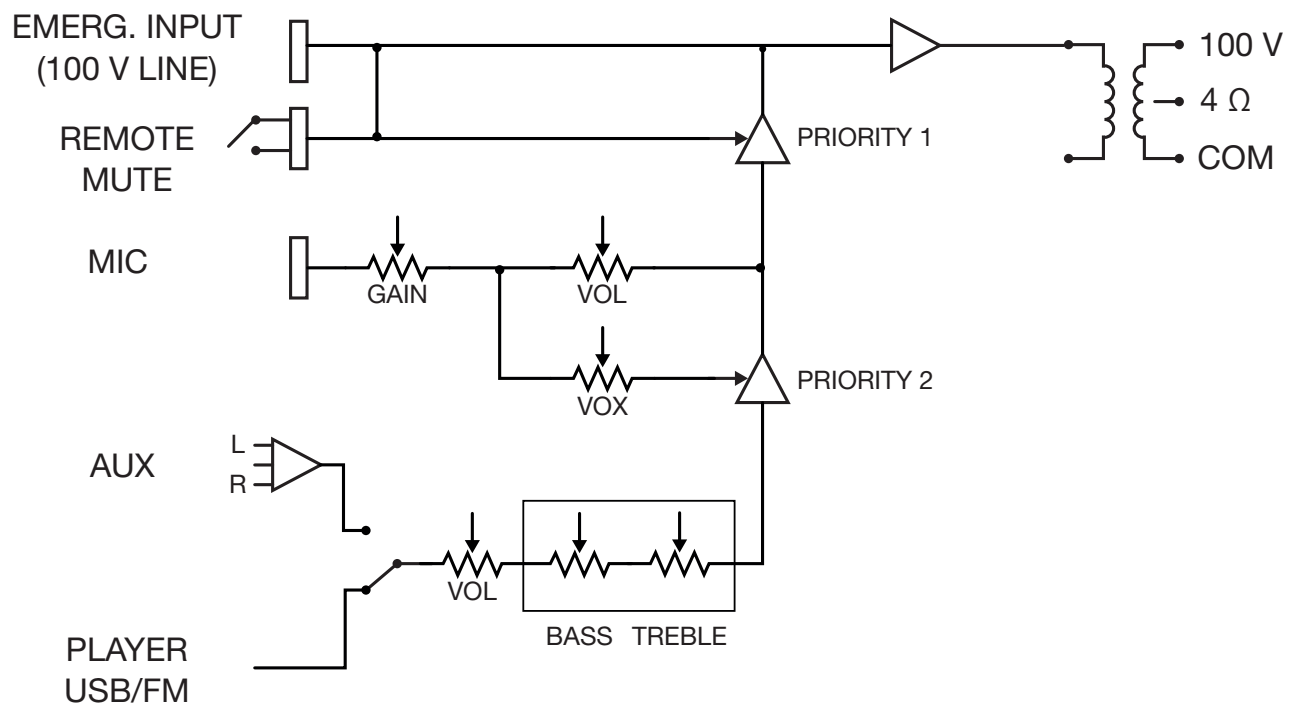 EMERG. INPUT
(100 V LINE)
100 V
4 Ω
COM
REMOTE
MUTE
PRIORITY 1
MIC
GAIN
VOL
VOX
PRIORITY 2
AUX
L
R
VOL
BASS TREBLE
PLAYER
USB/FM